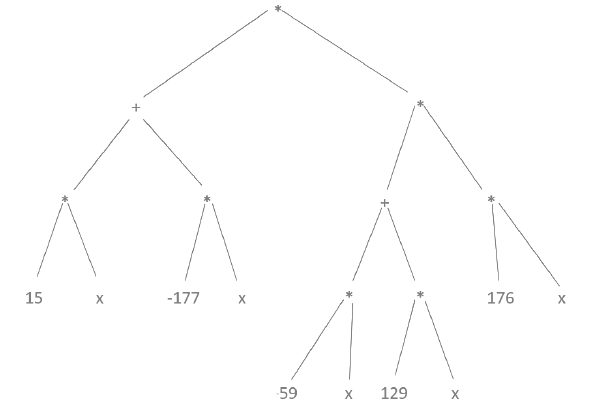 *
+ *
* * + *
15 x -177 x * * 176 x
-59 x 129 x